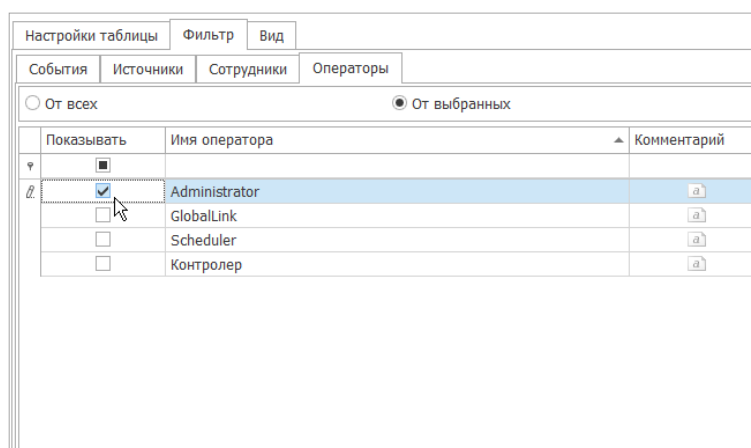 Настройки таблицы Фильтр Вид
События Источники Сотрудники Операторы
От всех От выбранных
Показывать Имя оператора Комментарий
Administrator a
GlobalLink a
Scheduler a
Контролер a